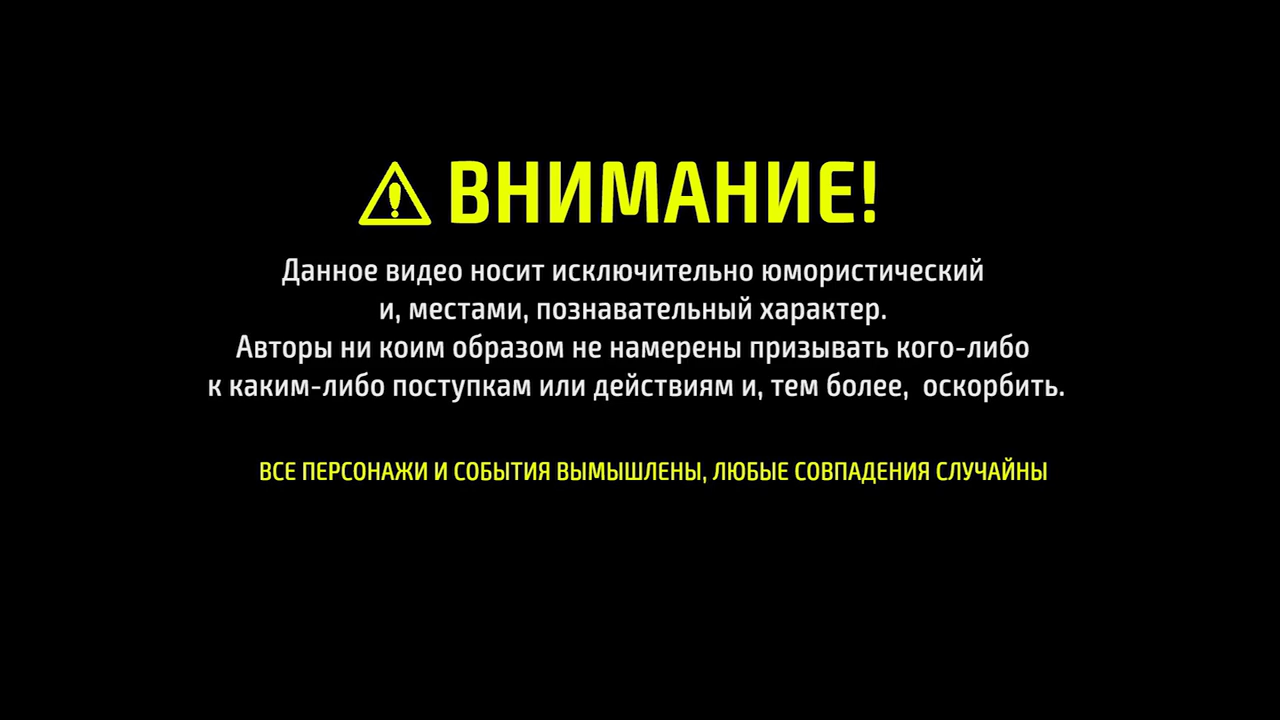 ВНИМАНИЕ!
Данное видео носит исключительно юмористический
и, местами, познавательный характер.
Авторы ни коим образом не намерены призывать кого-либо
к каким-либо поступкам или действиям и, тем более,  оскорбить.
ВСЕ ПЕРСОНАЖИ И СОБЫТИЯ ВЫМЫШЛЕНЫ, ЛЮБЫЕ СОВПАДЕНИЯ СЛУЧАЙНЫ